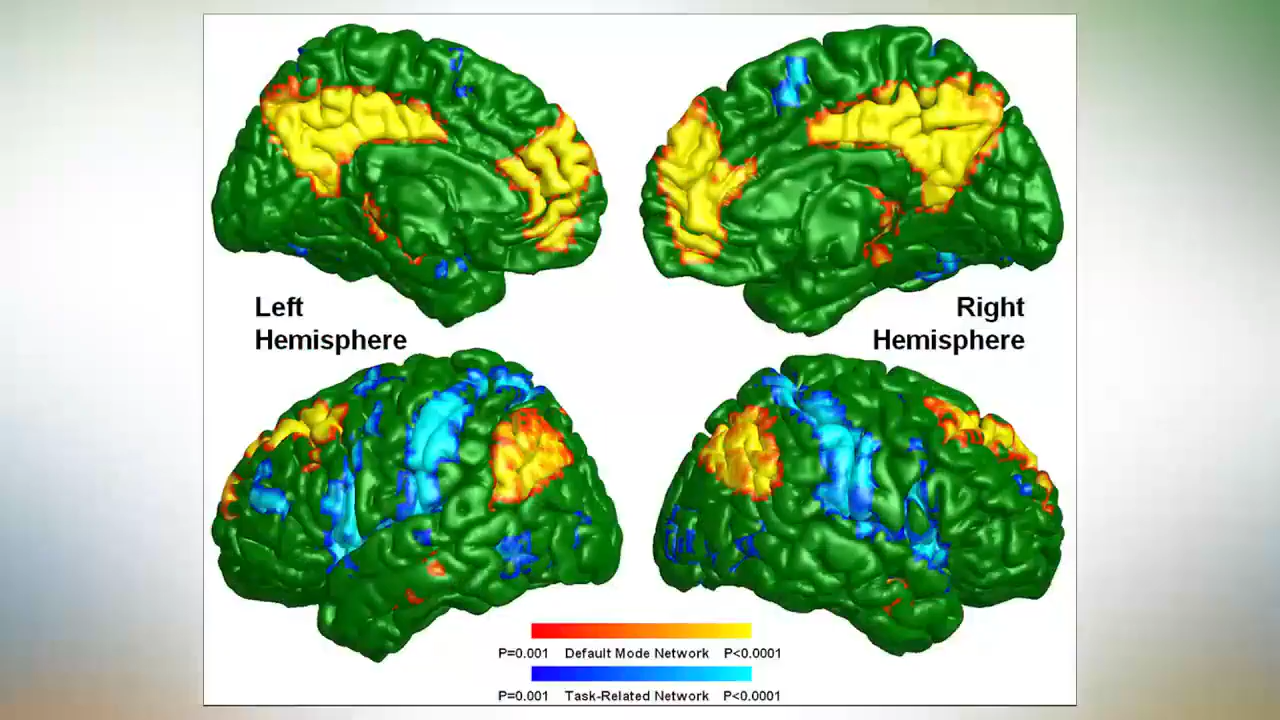 Left
Hemisphere
Right
Hemisphere
P=0.001 Default Mode Network P<0.0001
P=0.001 Task-Related Network P<0.0001